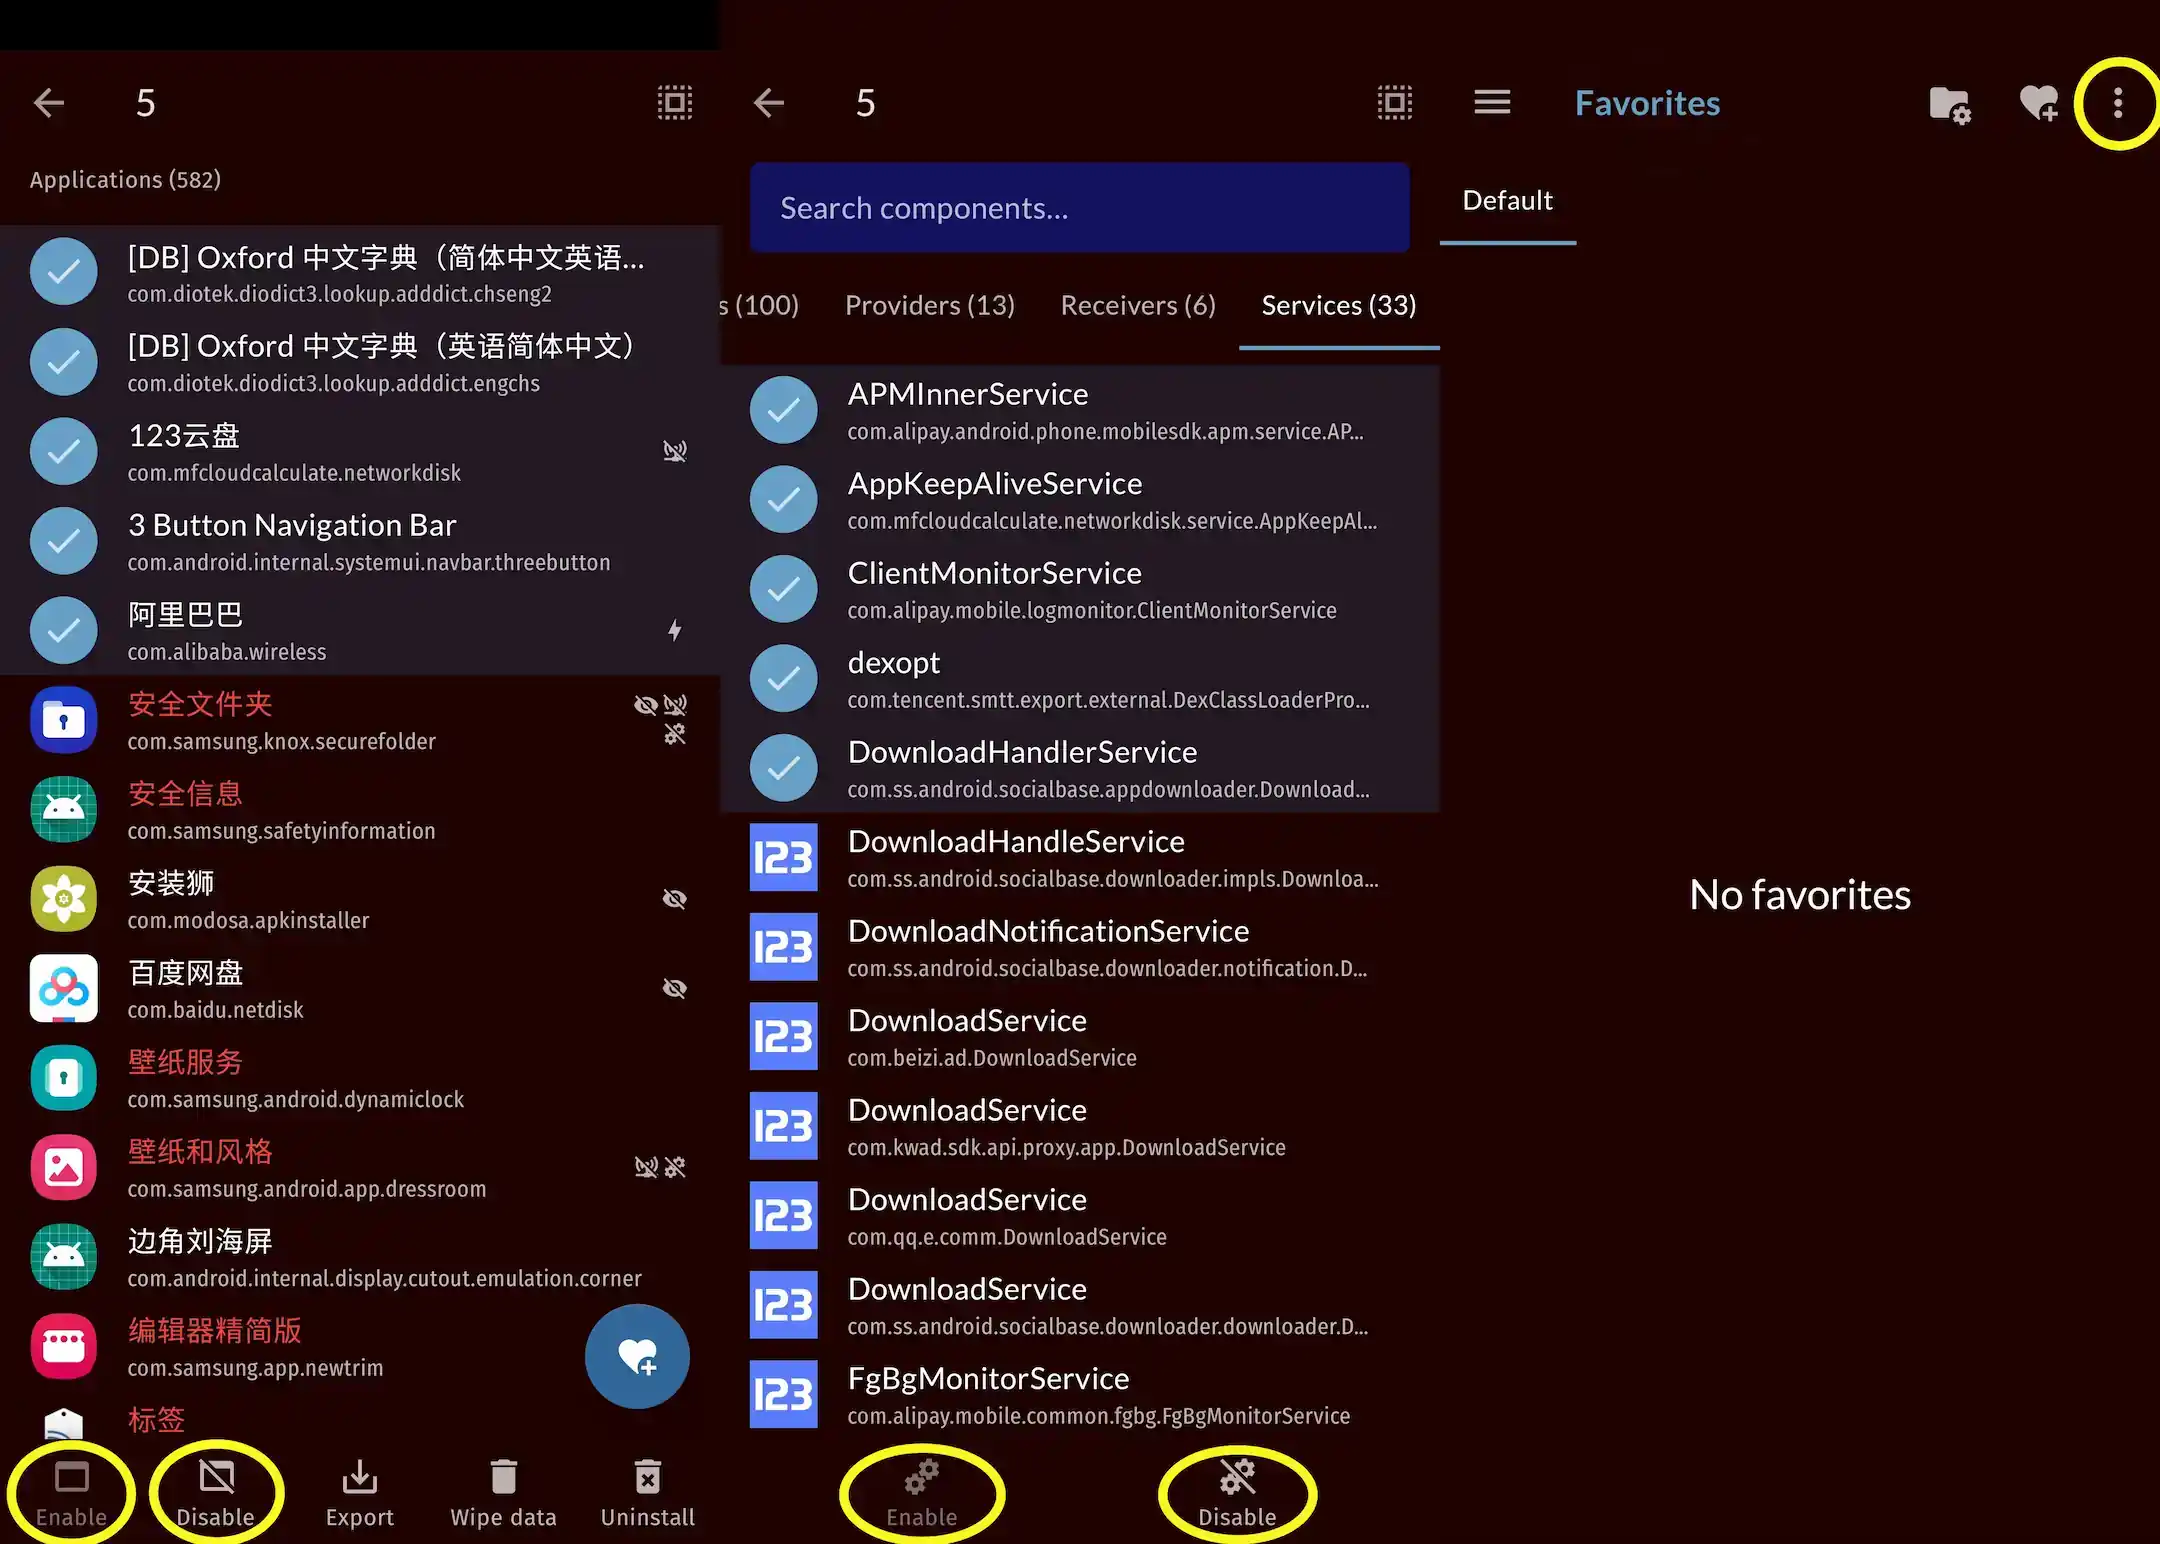 5
Applications (582)
[DB] Oxford 中文字典（简体中文英语...
com.diotek.diodict3.lookup.adddict.chseng2
[DB] Oxford 中文字典（英语简体中文）
com.diotek.diodict3.lookup.adddict.engchs
123云盘
com.mfcloudcalculate.networkdisk
3 Button Navigation Bar
com.android.internal.systemui.navbar.threebutton
阿里巴巴
com.alibaba.wireless
安全文件夹
com.samsung.knox.securefolder
安全信息
com.samsung.safetyinformation
安装狮
com.modosa.apkinstaller
百度网盘
com.baidu.netdisk
壁纸服务
com.samsung.android.dynamiclock
壁纸和风格
com.samsung.android.app.dressroom
边角刘海屏
com.android.internal.display.cutout.emulation.corner
编辑器精简版
com.samsung.app.newtrim
标签
Enable
Disable
Export
Wipe data
Uninstall
5
Search components...
s (100)
Providers (13)
Receivers (6)
Services (33)
APMInnerService
com.alipay.android.phone.mobilesdk.apm.service.AP...
AppKeepAliveService
com.mfcloudcalculate.networkdisk.service.AppKeepAl...
ClientMonitorService
com.alipay.mobile.logmonitor.ClientMonitorService
dexopt
com.tencent.smtt.export.external.DexClassLoaderPro...
DownloadHandlerService
com.ss.android.socialbase.appdownloader.Download...
123
DownloadHandleService
com.ss.android.socialbase.downloader.impls.Downloa...
123
DownloadNotificationService
com.ss.android.socialbase.downloader.notification.D...
123
DownloadService
com.beizi.ad.DownloadService
123
DownloadService
com.kwad.sdk.api.proxy.app.DownloadService
123
DownloadService
com.qq.e.comm.DownloadService
123
DownloadService
com.ss.android.socialbase.downloader.downloader.D...
123
FgBgMonitorService
com.alipay.mobile.common.fgbg.FgBgMonitorService
Enable
Disable
Favorites
Default
No favorites